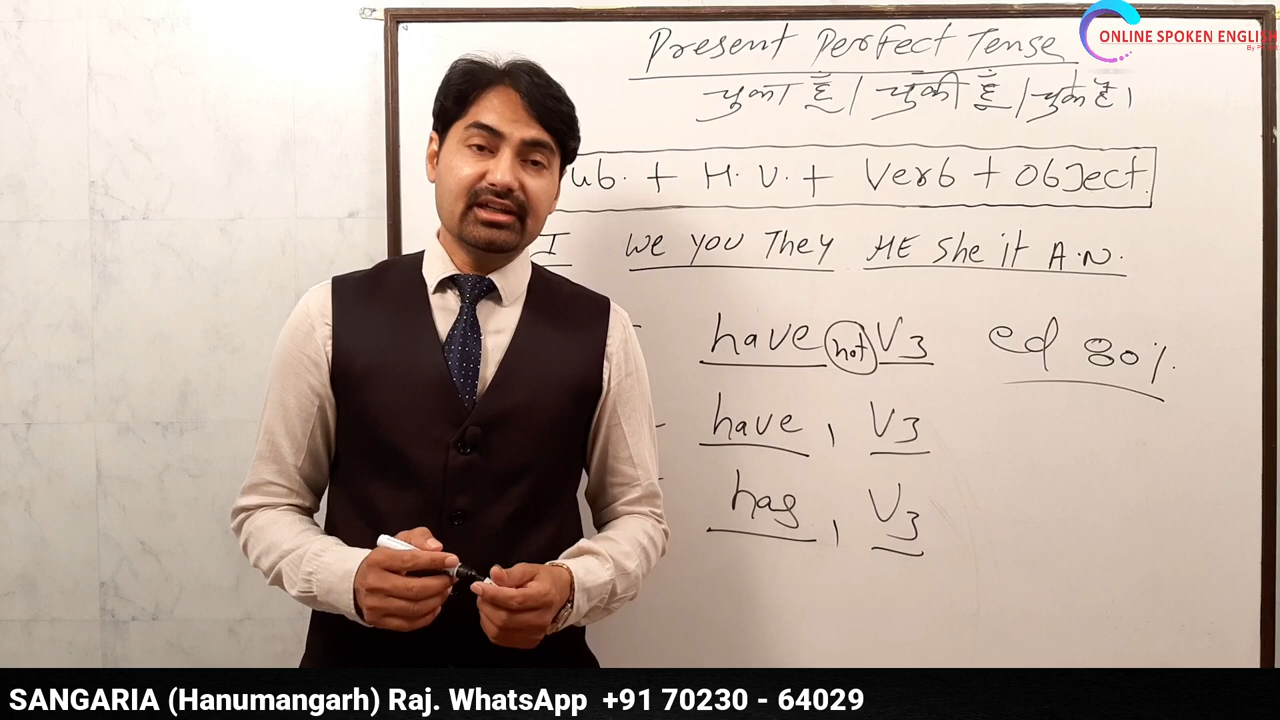 ONLINE SPOKEN ENGLISH
Present Perfect Tense
चुका हूँ / चुकी हूँ / चुके हैं।
ub. + H.V. + Verb + Object.
I We you They HE She it A.N.
have not V3 ed 80%.
have, V3
has, V3
SANGARIA (Hanumangarh) Raj. WhatsApp +91 70230 - 64029